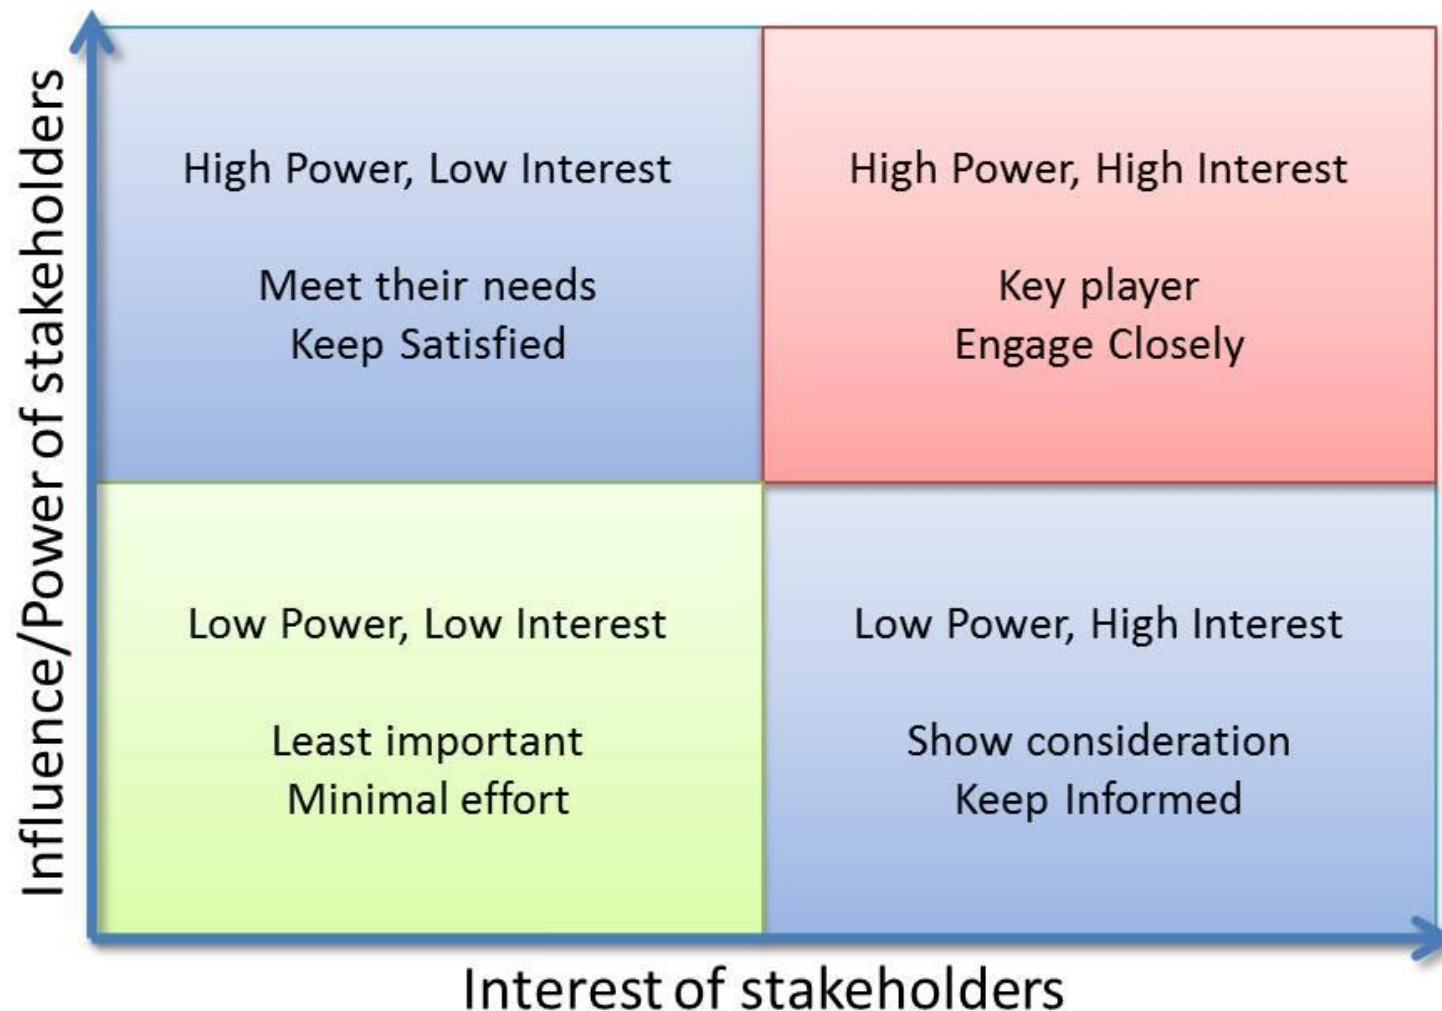 Influence/Power of stakeholders
High Power, Low Interest
Meet their needs
Keep Satisfied
High Power, High Interest
Key player
Engage Closely
Low Power, Low Interest
Least important
Minimal effort
Low Power, High Interest
Show consideration
Keep Informed
Interest of stakeholders